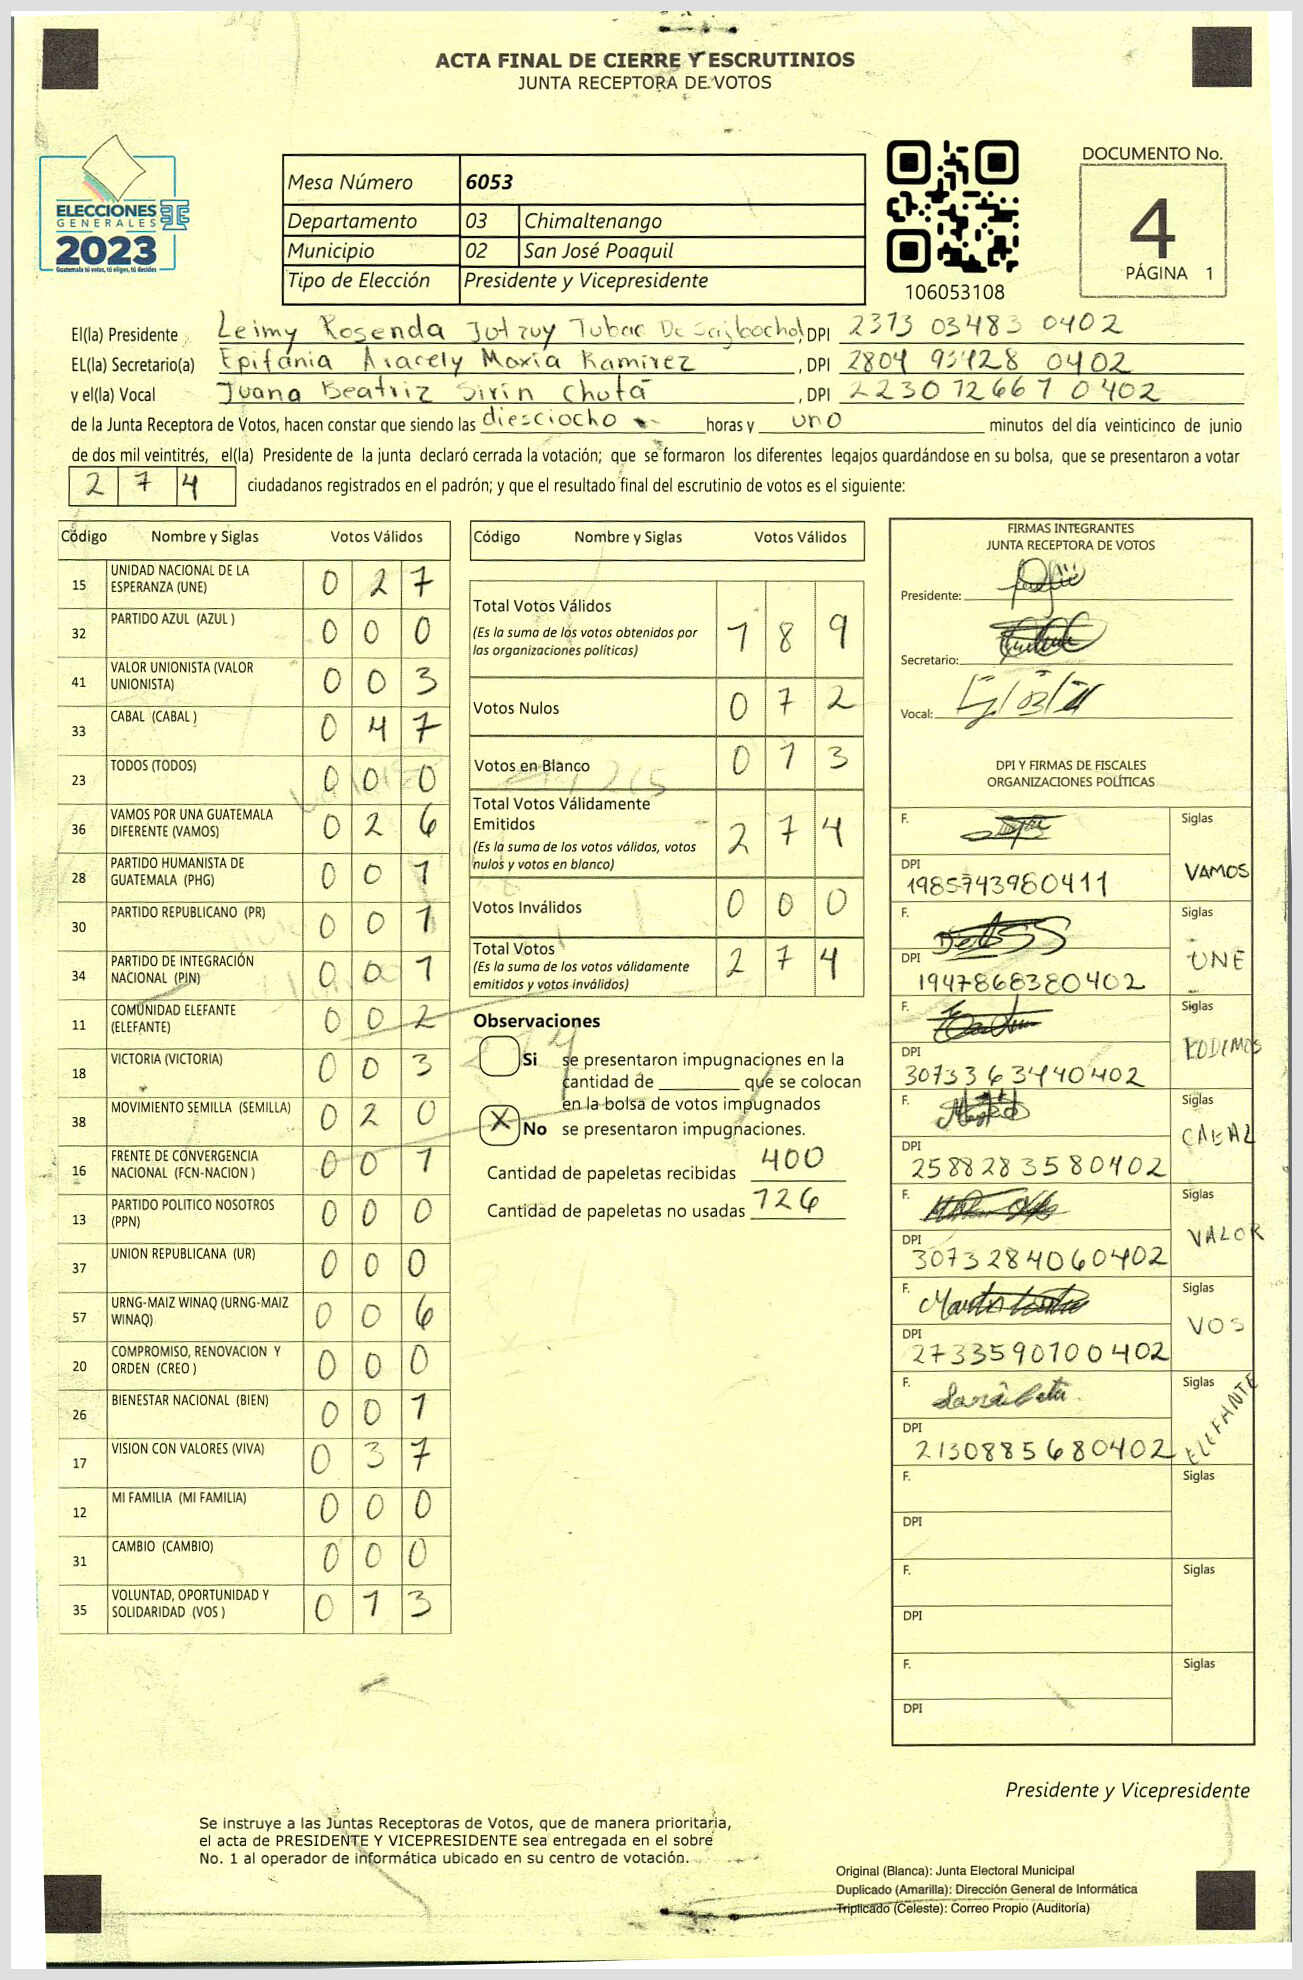 ACTA FINAL DE CIERRE Y ESCRUTINIOS
JUNTA RECEPTORA DE VOTOS
ELECCIONES
GENERALES
2023
Guatemala tú votas, tú eliges, tú decides
Mesa Número 6053
Departamento 03 Chimaltenango
Municipio 02 San José Poaquil
Tipo de Elección Presidente y Vicepresidente
106053108
DOCUMENTO No.
4
PÁGINA 1
El(la) Presidente Leimy Rosenda Tubac De , DPI 2373 03483 0402
EL(la) Secretario(a) Epifania Aracely Moxía Ramirez , DPI 2804 93428 0402
y el(la) Vocal Juana Beatriz Sirín Chutá , DPI 2230 12667 0402
de la Junta Receptora de Votos, hacen constar que siendo las diesciocho horas y uno minutos del día veinticinco de junio
de dos mil veintitrés, el(la) Presidente de la junta declaró cerrada la votación; que se formaron los diferentes legajos guardándose en su bolsa, que se presentaron a votar
2 7 4 ciudadanos registrados en el padrón; y que el resultado final del escrutinio de votos es el siguiente:
Código Nombre y Siglas Votos Válidos
15 UNIDAD NACIONAL DE LA ESPERANZA (UNE) 0 2 7
32 PARTIDO AZUL (AZUL ) 0 0 0
41 VALOR UNIONISTA (VALOR UNIONISTA) 0 0 3
33 CABAL (CABAL ) 0 4 7
23 TODOS (TODOS) 0 0 0
36 VAMOS POR UNA GUATEMALA DIFERENTE (VAMOS) 0 2 6
28 PARTIDO HUMANISTA DE GUATEMALA (PHG) 0 0 1
30 PARTIDO REPUBLICANO (PR) 0 0 1
34 PARTIDO DE INTEGRACIÓN NACIONAL (PIN) 0 0 1
11 COMUNIDAD ELEFANTE (ELEFANTE) 0 0 2
18 VICTORIA (VICTORIA) 0 0 3
38 MOVIMIENTO SEMILLA (SEMILLA) 0 2 0
16 FRENTE DE CONVERGENCIA NACIONAL (FCN-NACION ) 0 0 1
13 PARTIDO POLITICO NOSOTROS (PPN) 0 0 0
37 UNION REPUBLICANA (UR) 0 0 0
57 URNG-MAIZ WINAQ (URNG-MAIZ WINAQ) 0 0 6
20 COMPROMISO, RENOVACION Y ORDEN (CREO ) 0 0 0
26 BIENESTAR NACIONAL (BIEN) 0 0 1
17 VISION CON VALORES (VIVA) 0 3 7
12 MI FAMILIA (MI FAMILIA) 0 0 0
31 CAMBIO (CAMBIO) 0 0 0
35 VOLUNTAD, OPORTUNIDAD Y SOLIDARIDAD (VOS ) 0 1 3
Código Nombre y Siglas Votos Válidos
Total Votos Válidos 1 8 9
(Es la suma de los votos obtenidos por
las organizaciones políticas)
Votos Nulos 0 7 2
Votos en Blanco 0 1 3
Total Votos Válidamente
Emitidos 2 7 4
(Es la suma de los votos válidos, votos
nulos y votos en blanco)
Votos Inválidos 0 0 0
Total Votos 2 7 4
(Es la suma de los votos válidamente
emitidos y votos inválidos)
Observaciones
Si se presentaron impugnaciones en la
cantidad de ________ que se colocan
en la bolsa de votos impugnados
X No se presentaron impugnaciones.
Cantidad de papeletas recibidas 400
Cantidad de papeletas no usadas 126
FIRMAS INTEGRANTES
JUNTA RECEPTORA DE VOTOS
Presidente:
Secretario:
Vocal:
DPI Y FIRMAS DE FISCALES
ORGANIZACIONES POLÍTICAS
F. Siglas
DPI VAMOS
1985743980411
F. Siglas
DPI UNE
1947868380402
F. Siglas
DPI PODEMOS
3073363440402
F. Siglas
DPI CABAL
2588283580402
F. Siglas
DPI VALOR
3073284060402
F. Siglas
DPI VOS
2733590100402
F. Siglas
DPI ELEFANTE
2130885680402
F. Siglas
DPI
F. Siglas
DPI
F. Siglas
DPI
Presidente y Vicepresidente
Se instruye a las Juntas Receptoras de Votos, que de manera prioritaria,
el acta de PRESIDENTE Y VICEPRESIDENTE sea entregada en el sobre
No. 1 al operador de informática ubicado en su centro de votación.
Original (Blanca): Junta Electoral Municipal
Duplicado (Amarilla): Dirección General de Informática
Triplicado (Celeste): Correo Propio (Auditoría)